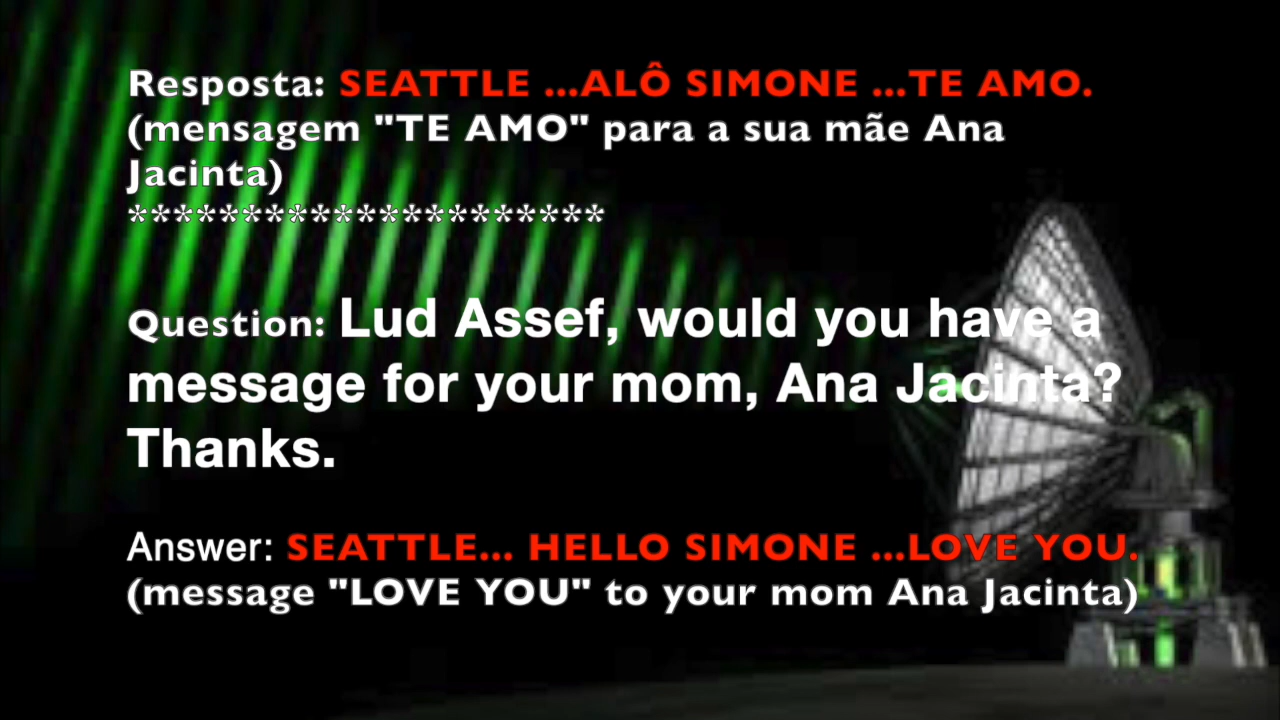 Resposta: SEATTLE ...ALÔ SIMONE ...TE AMO.
(mensagem "TE AMO" para a sua mãe Ana
Jacinta)
*********************
Question: Lud Assef, would you have a
message for your mom, Ana Jacinta?
Thanks.
Answer: SEATTLE... HELLO SIMONE ...LOVE YOU.
(message "LOVE YOU" to your mom Ana Jacinta)